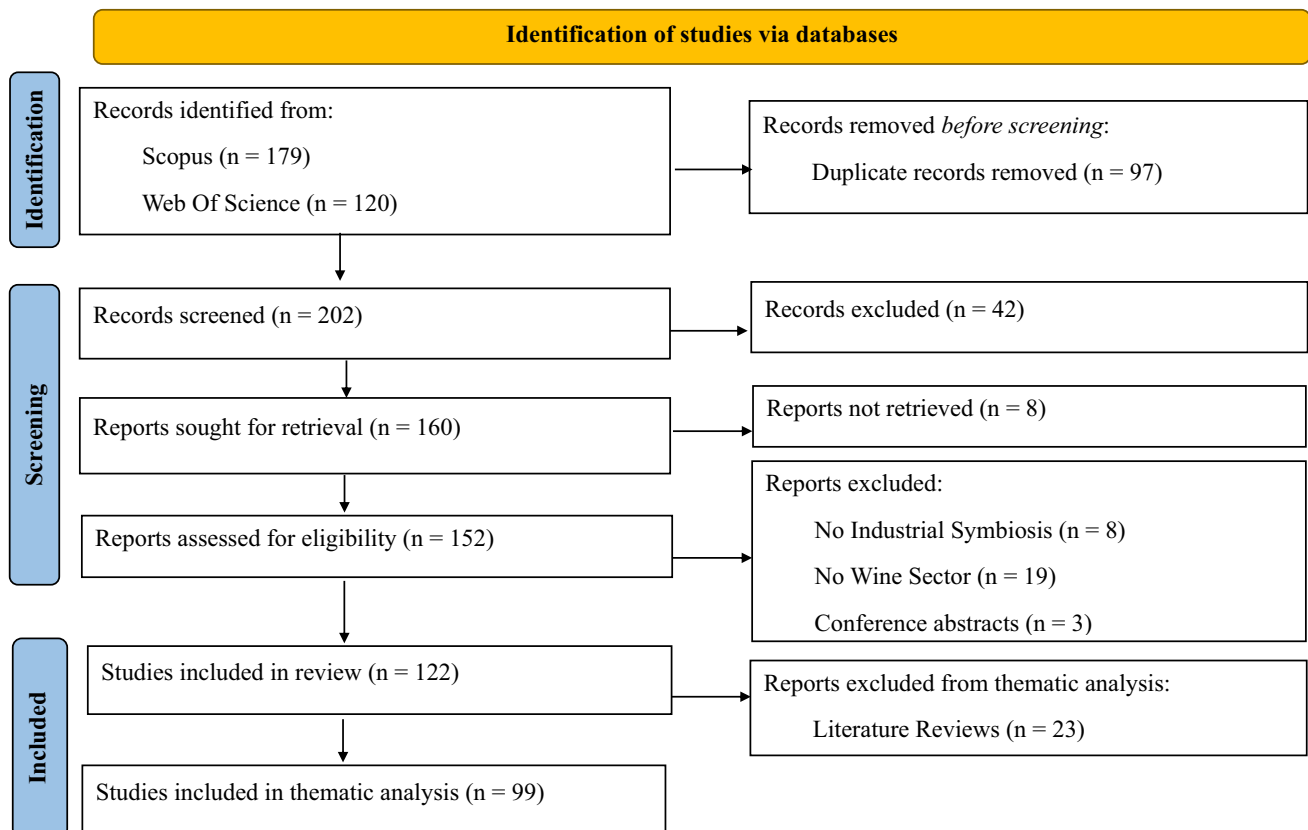 Identification of studies via databases
Identification
Records identified from:
Scopus (n = 179)
Web Of Science (n = 120)
Records removed before screening:
Duplicate records removed (n = 97)
Screening
Records screened (n = 202)
Records excluded (n = 42)
Reports sought for retrieval (n = 160)
Reports not retrieved (n = 8)
Reports assessed for eligibility (n = 152)
Reports excluded:
No Industrial Symbiosis (n = 8)
No Wine Sector (n = 19)
Conference abstracts (n = 3)
Included
Studies included in review (n = 122)
Reports excluded from thematic analysis:
Literature Reviews (n = 23)
Studies included in thematic analysis (n = 99)